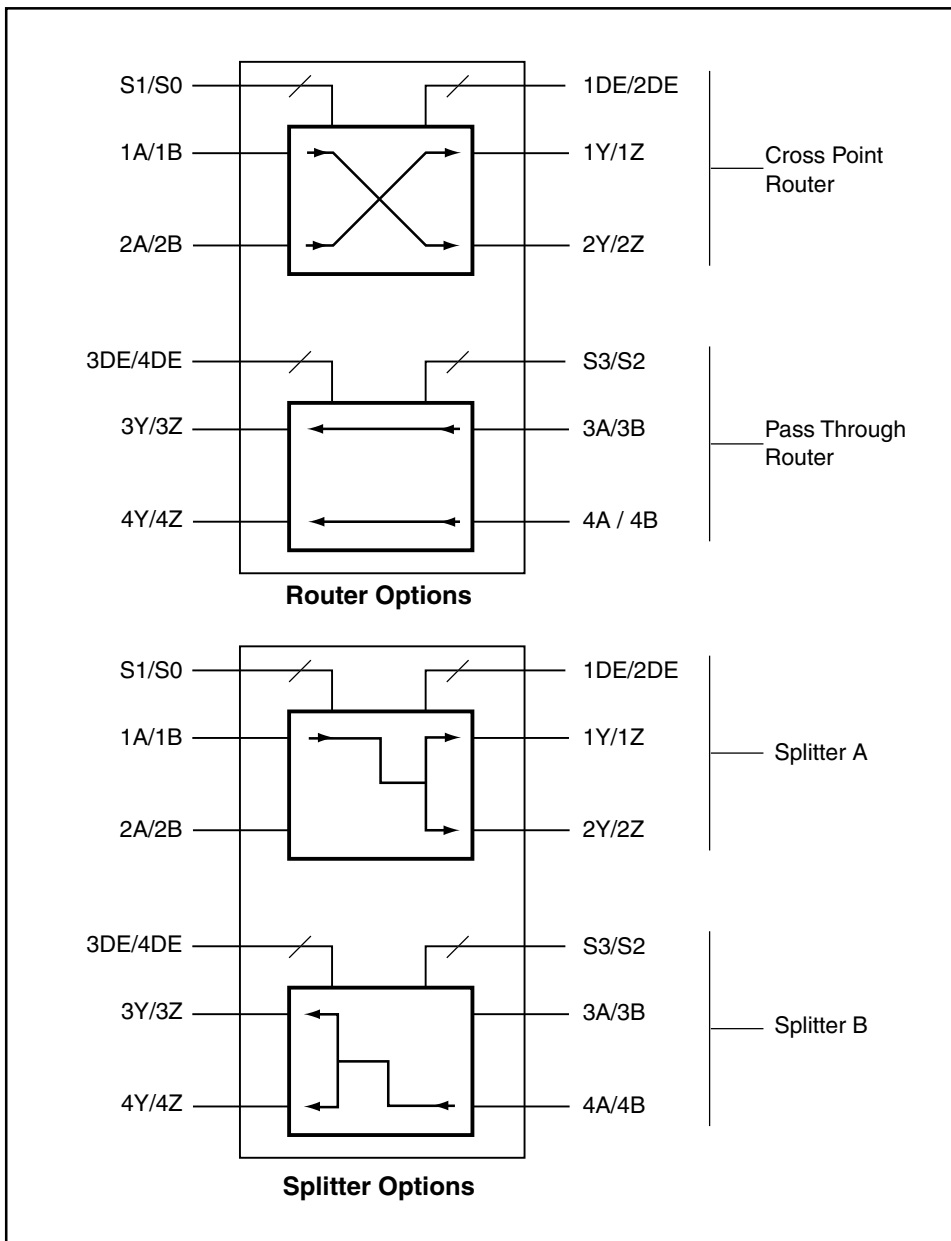 S1/S0
1DE/2DE
1A/1B
1Y/1Z
Cross Point
Router
2A/2B
2Y/2Z
3DE/4DE
S3/S2
3Y/3Z
3A/3B
Pass Through
Router
4Y/4Z
4A / 4B
Router Options
S1/S0
1DE/2DE
1A/1B
1Y/1Z
Splitter A
2A/2B
2Y/2Z
3DE/4DE
S3/S2
3Y/3Z
3A/3B
Splitter B
4Y/4Z
4A/4B
Splitter Options